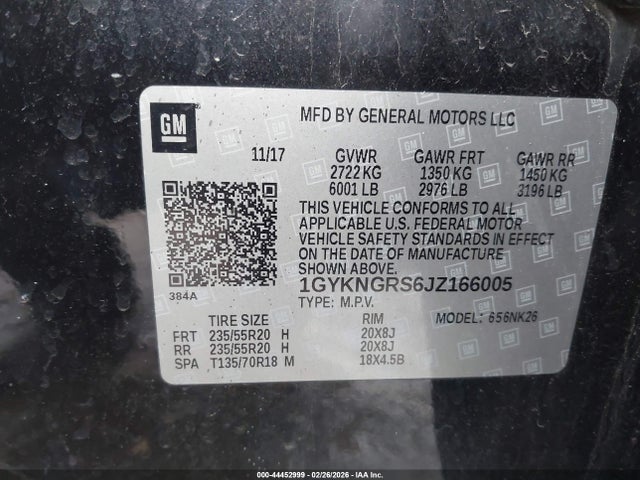 GM
MFD BY GENERAL MOTORS LLC
11/17 GVWR GAWR FRT GAWR RR
2722 KG 1350 KG 1450 KG
6001 LB 2976 LB 3196 LB
THIS VEHICLE CONFORMS TO ALL
APPLICABLE U.S. FEDERAL MOTOR
VEHICLE SAFETY STANDARDS IN EFFECT
ON THE DATE OF MANUFACTURE
SHOWN ABOVE.
384A
1GYKNGRS6JZ166005
TYPE: M.P.V.
TIRE SIZE RIM MODEL: 656NK26
FRT 235/55R20 H 20X8J
RR 235/55R20 H 20X8J
SPA T135/70R18 M 18X4.5B
000-44452999 - 02/26/2026 - IAAI/ACE